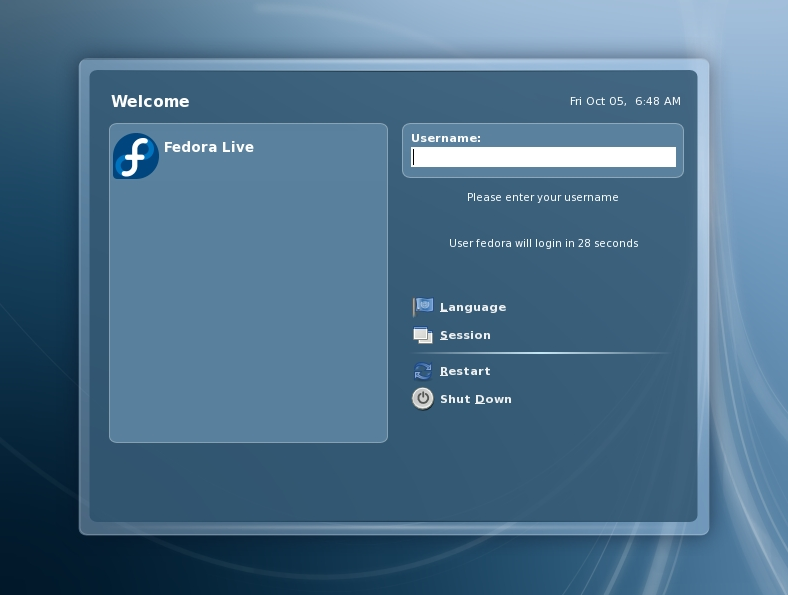 Welcome
Fri Oct 05,  6:48 AM
Fedora Live
Username:
Please enter your username
User fedora will login in 28 seconds
Language
Session
Restart
Shut Down